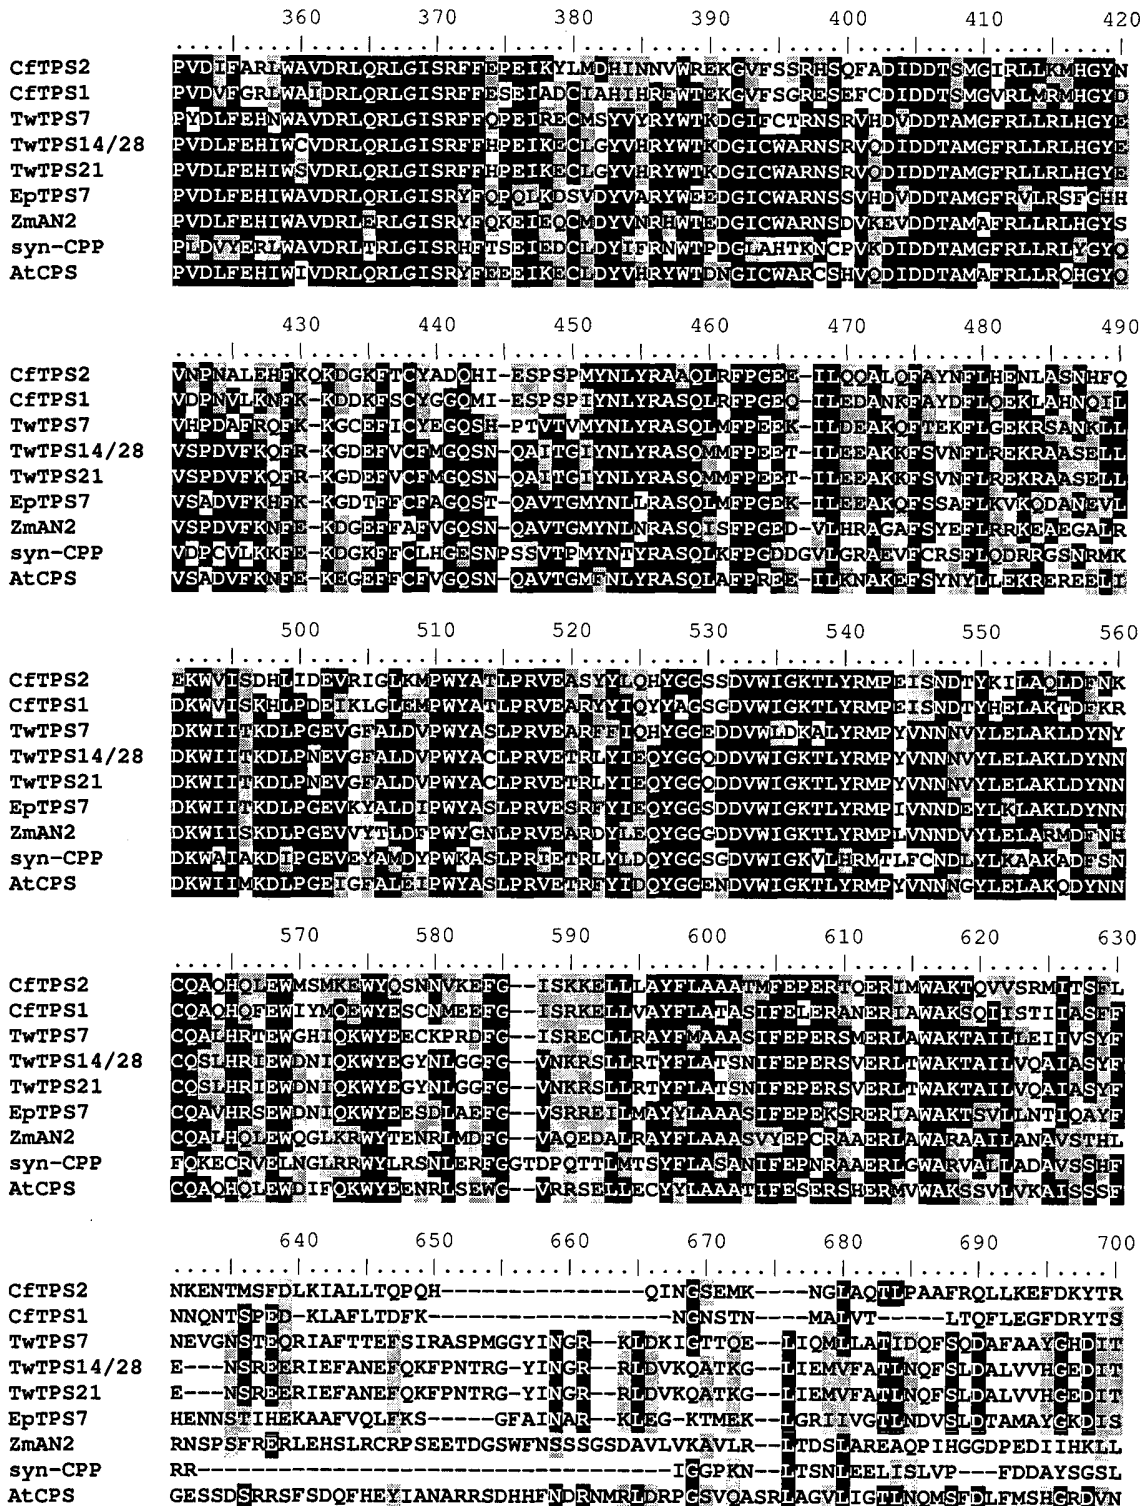 360 370 380 390 400 410 420
CfTPS2 PVDIFARLWAVDRLQRLGISRFFEPEIKYLMDHINNVWREKGVFSSRHSQFADIDDTSMGIRLLKMHGYN
CfTPS1 PVDVFGRLWAIDRLQRLGISRFFESEIADCIAHIHRFWTEKGVFSGRESEFCDIDDTSMGVRLMRMHGYD
TwTPS7 PYDLFEHNWAVDRLQRLGISRFFQPEIRECMSYVYRYWTKDGIFCTRNSRVHDVDDTAMGFRLLRLHGYE
TwTPS14/28 PVDLFEHIWCVDRLQRLGISRFFHPEIKECLGYVHRYWTKDGICWARNSRVQDIDDTAMGFRLLRLHGYE
TwTPS21 PVDLFEHIWSVDRLQRLGISRFFHPEIKECLGYVHRYWTKDGICWARNSRVQDIDDTAMGFRLLRLHGYE
EpTPS7 PVDLFEHIWAVDRLQRLGISRYFQPQLKDSVDYVARYWEEDGICWARNSSVHDVDDTAMGFRVLRSFGHH
ZmAN2 PVDLFEHIWAVDRLERLGISRYFQKEIEQCMDYVNRHWTEDGICWARNSDVKEVDDTAMAFRLLRLHGYS
syn-CPP PLDVYERLWAVDRLTRLGISRHFTSEIEDCLDYIFRNWTPDGLAHTKNCPVKDIDDTAMGFRLLRLYGYQ
AtCPS PVDLFEHIWIVDRLQRLGISRYFEEEIKECLDYVHRYWTDNGICWARCSHVQDIDDTAMAFRLLRQHGYQ
430 440 450 460 470 480 490
CfTPS2 VNPNALEHFKQKDGKFTCYADQHI-ESPSPMYNLYRAAQLRFPGEE-ILQQALQFAYNFLHENLASNHFQ
CfTPS1 VDPNVLKNFK-KDDKFSCYGGQMI-ESPSPIYNLYRASQLRFPGEQ-ILEDANKFAYDFLQEKLAHNQIL
TwTPS7 VHPDAFRQFK-KGCEFICYEGQSH-PTVTVMYNLYRASQLMFPEEK-ILDEAKQFTEKFLGEKRSANKLL
TwTPS14/28 VSPDVFKQFR-KGDEFVCFMGQSN-QAITGIYNLYRASQMMFPEET-ILEEAKKFSVNFLREKRAASELL
TwTPS21 VSPDVFKQFR-KGDEFVCFMGQSN-QAITGIYNLYRASQMMFPEET-ILEEAKKFSVNFLREKRAASELL
EpTPS7 VSADVFKHFK-KGDTFFCFAGQST-QAVTGMYNLLRASQLMFPGEK-ILEEAKQFSSAFLKVKQDANEVL
ZmAN2 VSPDVFKNFE-KDGEFFAFVGQSN-QAVTGMYNLNRASQISFPGED-VLHRAGAFSYEFLRRKEAEGALR
syn-CPP VDPCVLKKFE-KDGKFFCLHGESNPSSVTPMYNTYRASQLKFPGDDGVLGRAEVFCRSFLQDRRGSNRMK
AtCPS VSADVFKNFE-KEGEFFCFVGQSN-QAVTGMFNLYRASQLAFPREE-ILKNAKEFSYNYLLEKREREELI
500 510 520 530 540 550 560
CfTPS2 EKWVISDHLIDEVRIGLKMPWYATLPRVEASYYLQHYGGSSDVWIGKTLYRMPEISNDTYKILAQLDFNK
CfTPS1 DKWVISKHLPDEIKLGLEMPWYATLPRVEARYYIQYYAGSGDVWIGKTLYRMPEISNDTYHELAKTDFKR
TwTPS7 DKWIITKDLPGEVGFALDVPWYASLPRVEARFFIQHYGGEDDVWLDKALYRMPYVNNNVYLELAKLDYNY
TwTPS14/28 DKWIITKDLPNEVGFALDVPWYACLPRVETRLYIEQYGGQDDVWIGKTLYRMPYVNNNVYLELAKLDYNN
TwTPS21 DKWIITKDLPNEVGFALDVPWYACLPRVETRLYIEQYGGQDDVWIGKTLYRMPYVNNNVYLELAKLDYNN
EpTPS7 DKWIITKDLPGEVKYALDIPWYASLPRVESRFYIEQYGGSDDVWIGKTLYRMPIVNNDEYLKLAKLDYNN
ZmAN2 DKWIISKDLPGEVVYTLDFPWYGNLPRVEARDYLEQYGGGDDVWIGKTLYRMPLVNNDVYLELARMDFNH
syn-CPP DKWAIAKDIPGEVEYAMDYPWKASLPRIETRLYLDQYGGSGDVWIGKVLHRMTLFCNDLYLKAAKADFSN
AtCPS DKWIIMKDLPGEIGFALEIPWYASLPRVETRFYIDQYGGENDVWIGKTLYRMPYVNNNGYLELAKQDYNN
570 580 590 600 610 620 630
CfTPS2 CQAQHQLEWMSMKEWYQSNNVKEFG--ISKKELLLAYFLAAATMFEPERTQERIMWAKTQVVSRMITSFL
CfTPS1 CQAQHQFEWIYMQEWYESCNMEEFG--ISRKELLVAYFLATASIFELERANERIAWAKSQIISTIIASFF
TwTPS7 CQALHRTEWGHIQKWYEECKPRDFG--ISRECLLRAYFMAAASIFEPERSMERLAWAKTAILLEIIVSYF
TwTPS14/28 CQSLHRIEWDNIQKWYEGYNLGGFG--VNKRSLLRTYFLATSNIFEPERSVERLTWAKTAILVQAIASYF
TwTPS21 CQSLHRIEWDNIQKWYEGYNLGGFG--VNKRSLLRTYFLATSNIFEPERSVERLTWAKTAILVQAIASYF
EpTPS7 CQAVHRSEWDNIQKWYEESDLAEFG--VSRREILMAYYLAAASIFEPEKSRERIAWAKTSVLLNTIQAYF
ZmAN2 CQALHQLEWQGLKRWYTENRLMDFG--VAQEDALRAYFLAAASVYEPCRAAERLAWARAAILANAVSTHL
syn-CPP FQKECRVELNGLRRWYLRSNLERFGGTDPQTTLMTSYFLASANIFEPNRAAERLGWARVALLADAVSSHF
AtCPS CQAQHQLEWDIFQKWYEENRLSEWG--VRRSELLECYYLAAATIFESERSHERMVWAKSSVLVKAISSSF
640 650 660 670 680 690 700
CfTPS2 NKENTMSFDLKIALLTQPQH---------------QINGSEMK----NGLAQTLPAAFRQLLKEFDKYTR
CfTPS1 NNQNTSPED-KLAFLTDFK------------------NGNSTN----MALVT-----LTQFLEGFDRYTS
TwTPS7 NEVGNSTEQRIAFTTEFSIRASPMGGYINGR--KLDKIGTTQE---LIQMLLATIDQFSQDAFAAYGHDIT
TwTPS14/28 E---NSREERIEFANEFQKFPNTRG-YINGR--RLDVKQATKG---LIEMVFATLNQFSLDALVVHGEDIT
TwTPS21 E---NSREERIEFANEFQKFPNTRG-YINGR--RLDVKQATKG---LIEMVFATLNQFSLDALVVHGEDIT
EpTPS7 HENNSTIHEKAAFVQLFKS-----GFAINAR--KLEG-KTMEK---LGRIIVGTLNDVSLDTAMAYGKDIS
ZmAN2 RNSPSFRERLEHSLRCRPSEETDGSWFNSSSGSDAVLVKAVLR--LTDSLAREAQPIHGGDPEDIIHKLL
syn-CPP RR-----------------------------------IGGPKN--LTSNLEELISLVP---FDDAYSGSL
AtCPS GESSDSRRSFSDQFHEYIANARRSDHHFNDRNMRLDRPGSVQASRLAGVLIGTLNQMSFDLFMSHGRDVN